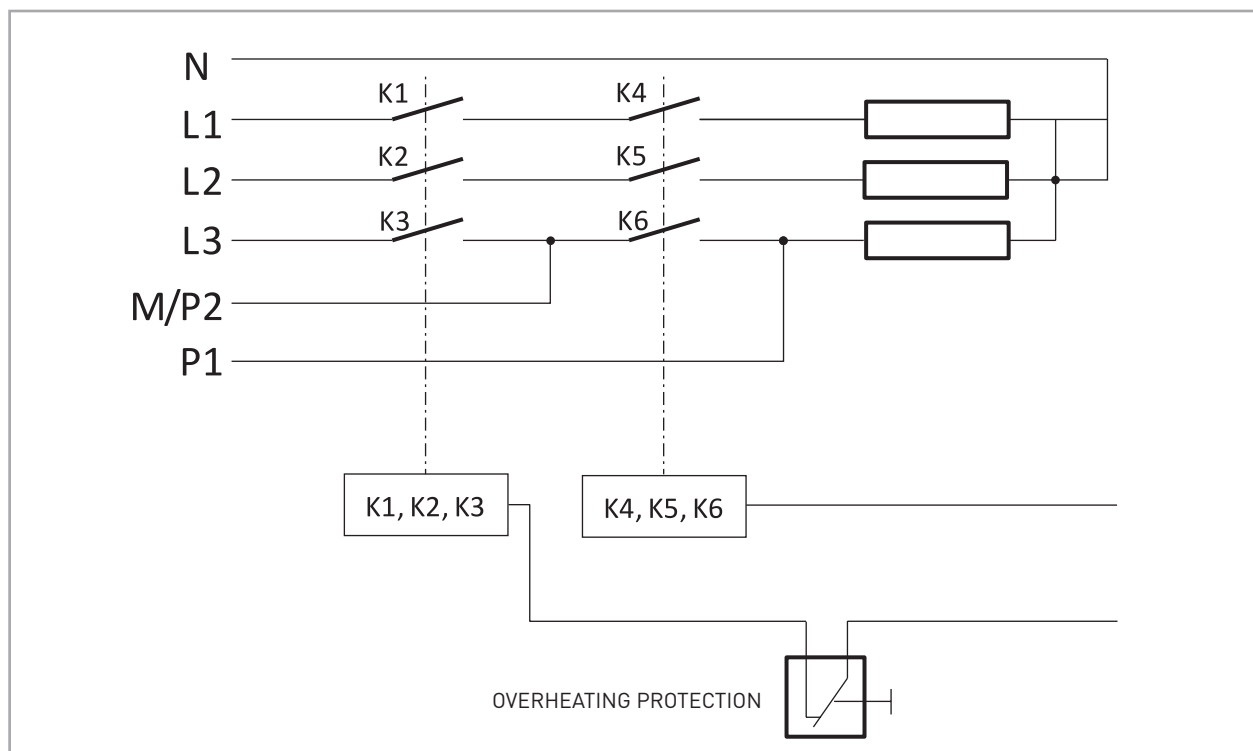 N
K1
K4
L1
K2
K5
L2
K3
K6
L3
M/P2
P1
K1, K2, K3
K4, K5, K6
OVERHEATING PROTECTION